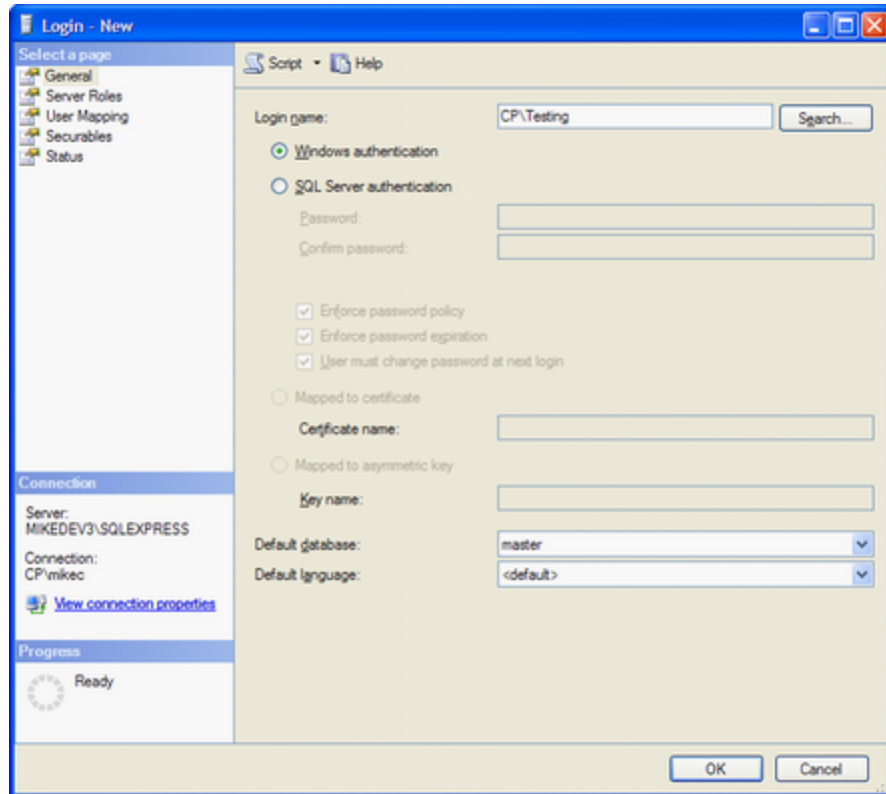 Login - New
Select a page
General
Server Roles
User Mapping
Securables
Status
Script Help
Login name: CP\Testing Search...
Windows authentication
SQL Server authentication
Password:
Confirm password:
Enforce password policy
Enforce password expiration
User must change password at next login
Mapped to certificate
Certificate name:
Mapped to asymmetric key
Key name:
Default database: master
Default language: <default>
Connection
Server:
MIKEDEV3\SQLEXPRESS
Connection:
CP\mikec
View connection properties
Progress
Ready
OK Cancel